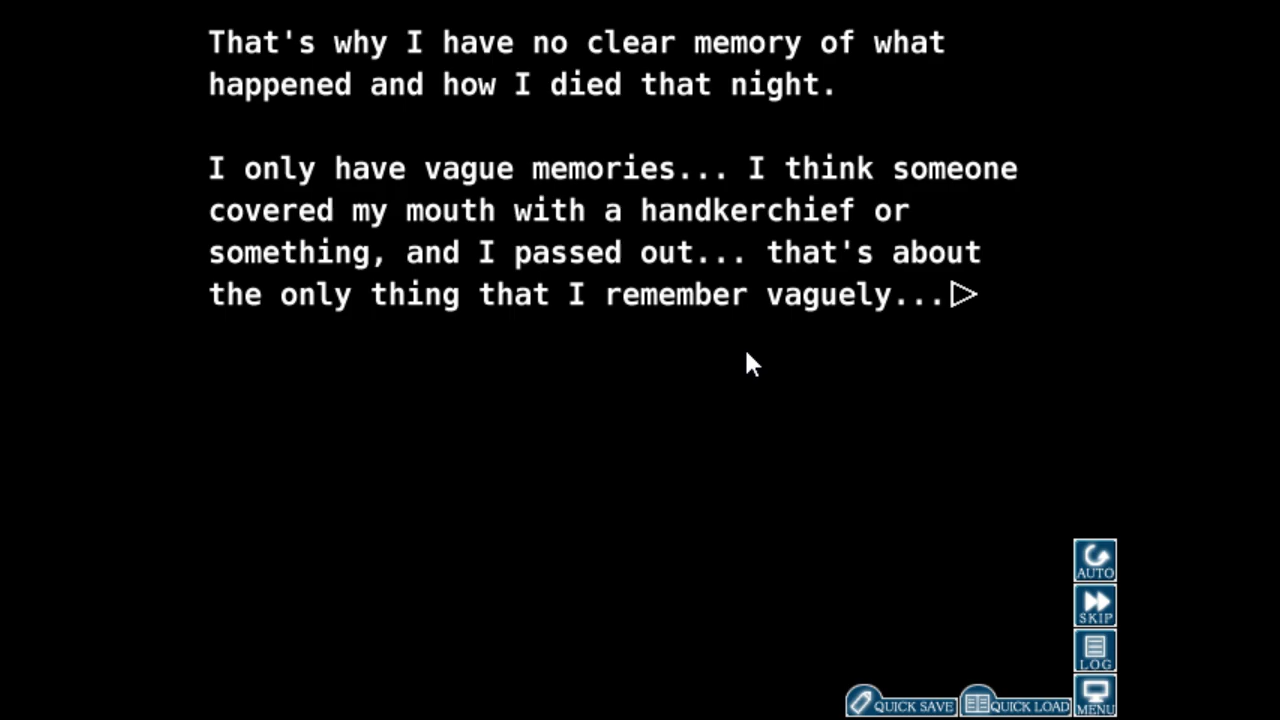 That's why I have no clear memory of what
happened and how I died that night.
I only have vague memories... I think someone
covered my mouth with a handkerchief or
something, and I passed out... that's about
the only thing that I remember vaguely...
AUTO
SKIP
LOG
QUICK SAVE QUICK LOAD MENU